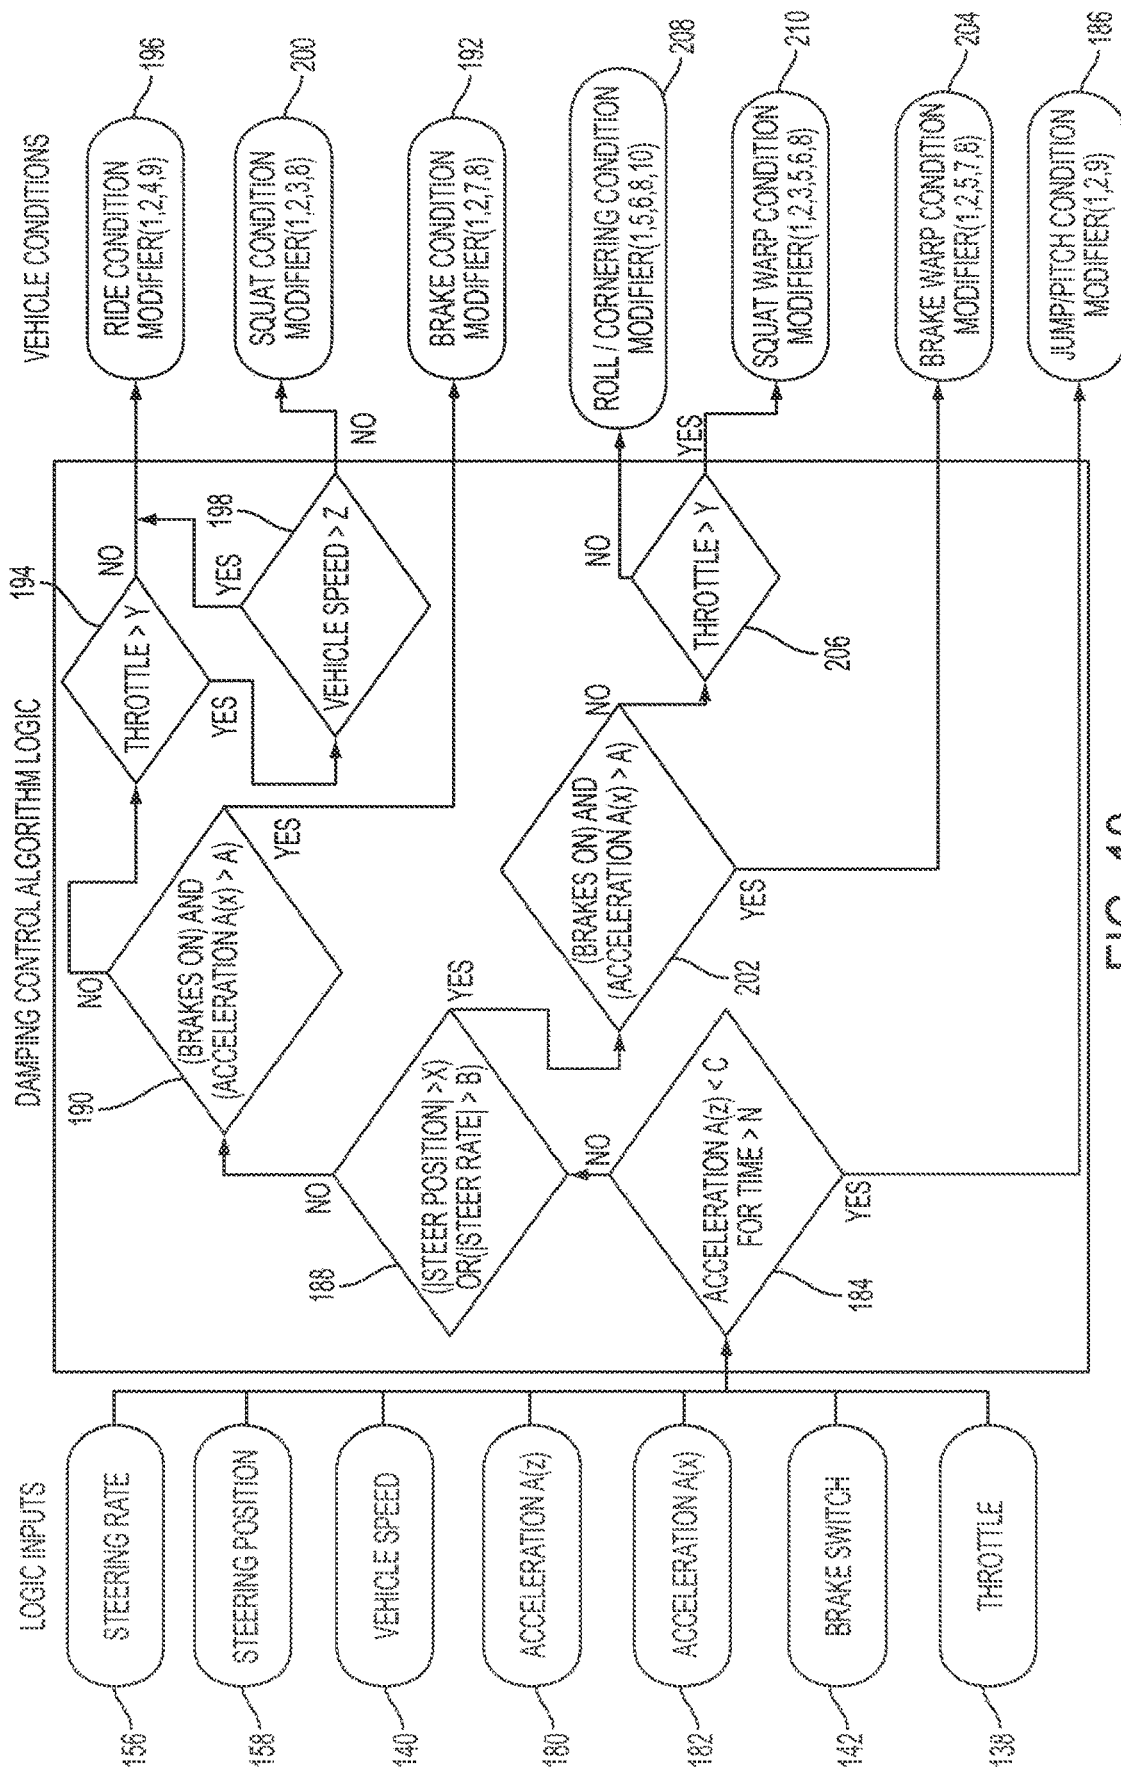 LOGIC INPUTS
156
STEERING RATE
158
STEERING POSITION
140
VEHICLE SPEED
180
ACCELERATION A(z)
182
ACCELERATION A(x)
142
BRAKE SWITCH
138
THROTTLE
DAMPING CONTROL ALGORITHM LOGIC
184
ACCELERATION A(z) < C
FOR TIME > N
NO
YES
188
(|STEER POSITION| >X)
OR(|STEER RATE| > B)
NO
YES
190
(BRAKES ON) AND
(ACCELERATION A(x) > A)
NO
YES
194
THROTTLE > Y
NO
YES
198
VEHICLE SPEED > Z
YES
NO
202
(BRAKES ON) AND
(ACCELERATION A(x) > A)
NO
YES
206
THROTTLE > Y
NO
YES
VEHICLE CONDITIONS
RIDE CONDITION
MODIFIER(1,2,4,9)
196
SQUAT CONDITION
MODIFIER(1,2,3,8)
200
BRAKE CONDITION
MODIFIER(1,2,7,8)
192
ROLL / CORNERING CONDITION
MODIFIER(1,5,6,8,10)
208
SQUAT WARP CONDITION
MODIFIER(1,2,3,5,6,8)
210
BRAKE WARP CONDITION
MODIFIER(1,2,5,7,8)
204
JUMP/PITCH CONDITION
MODIFIER(1,2,9)
186